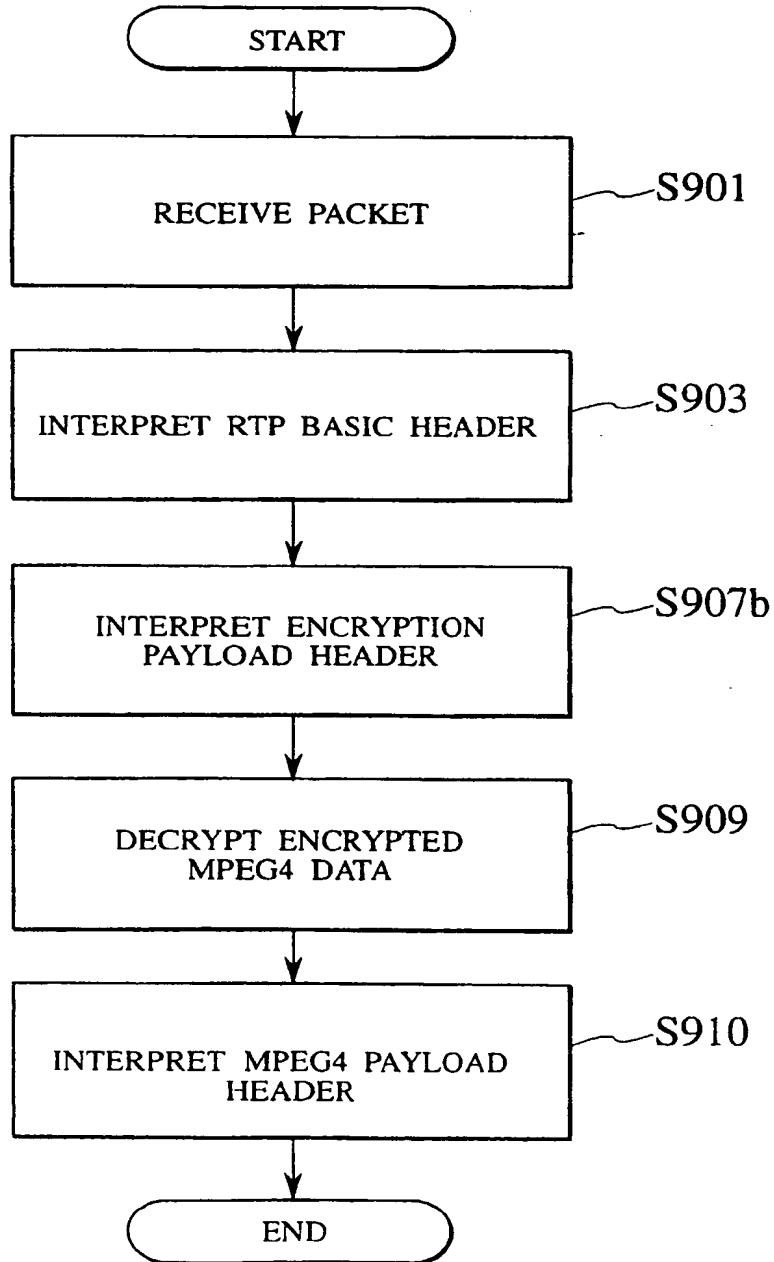 START
RECEIVE PACKET
S901
INTERPRET RTP BASIC HEADER
S903
INTERPRET ENCRYPTION
PAYLOAD HEADER
S907b
DECRYPT ENCRYPTED
MPEG4 DATA
S909
INTERPRET MPEG4 PAYLOAD
HEADER
S910
END